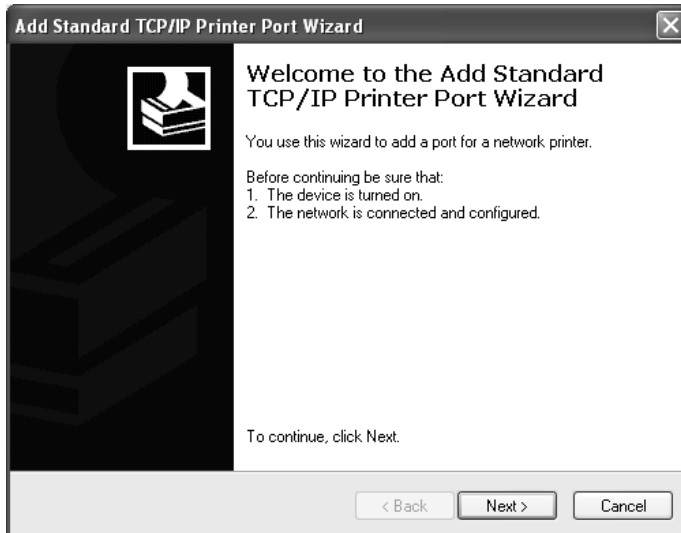 Add Standard TCP/IP Printer Port Wizard
Welcome to the Add Standard
TCP/IP Printer Port Wizard
You use this wizard to add a port for a network printer.
Before continuing be sure that:
1. The device is turned on.
2. The network is connected and configured.
To continue, click Next.
< Back
Next >
Cancel